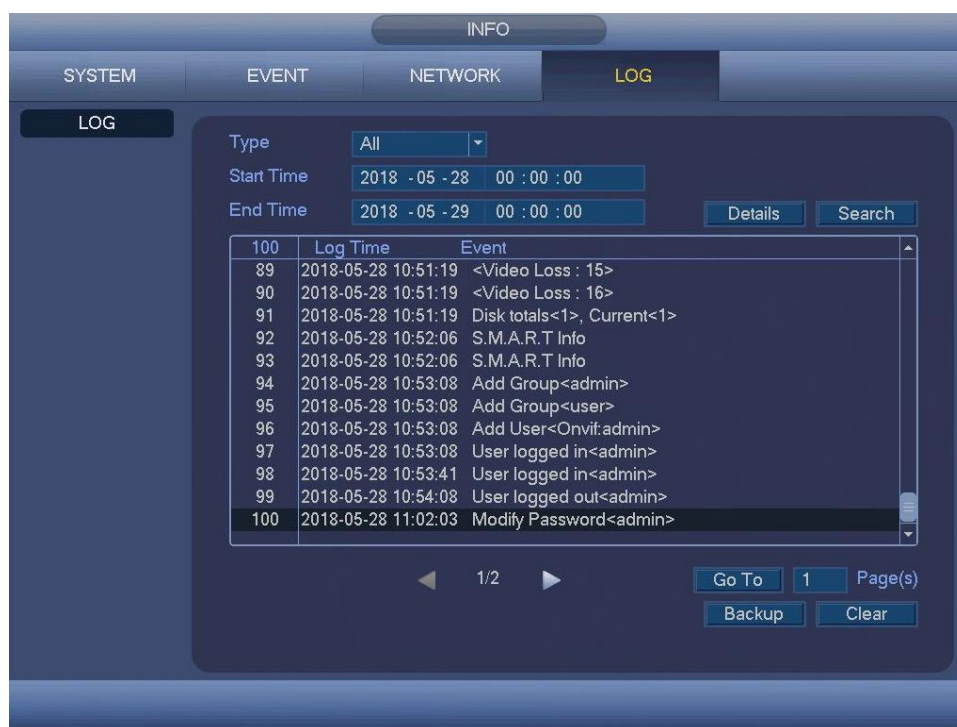 INFO
SYSTEM EVENT NETWORK LOG
LOG
Type All
Start Time 2018 - 05 - 28 00 : 00 : 00
End Time 2018 - 05 - 29 00 : 00 : 00
Details Search
100 Log Time Event
89 2018-05-28 10:51:19 <Video Loss : 15>
90 2018-05-28 10:51:19 <Video Loss : 16>
91 2018-05-28 10:51:19 Disk totals<1>, Current<1>
92 2018-05-28 10:52:06 S.M.A.R.T Info
93 2018-05-28 10:52:06 S.M.A.R.T Info
94 2018-05-28 10:53:08 Add Group<admin>
95 2018-05-28 10:53:08 Add Group<user>
96 2018-05-28 10:53:08 Add User<Onvif:admin>
97 2018-05-28 10:53:08 User logged in<admin>
98 2018-05-28 10:53:41 User logged in<admin>
99 2018-05-28 10:54:08 User logged out<admin>
100 2018-05-28 11:02:03 Modify Password<admin>
1/2 Go To 1 Page(s)
Backup Clear